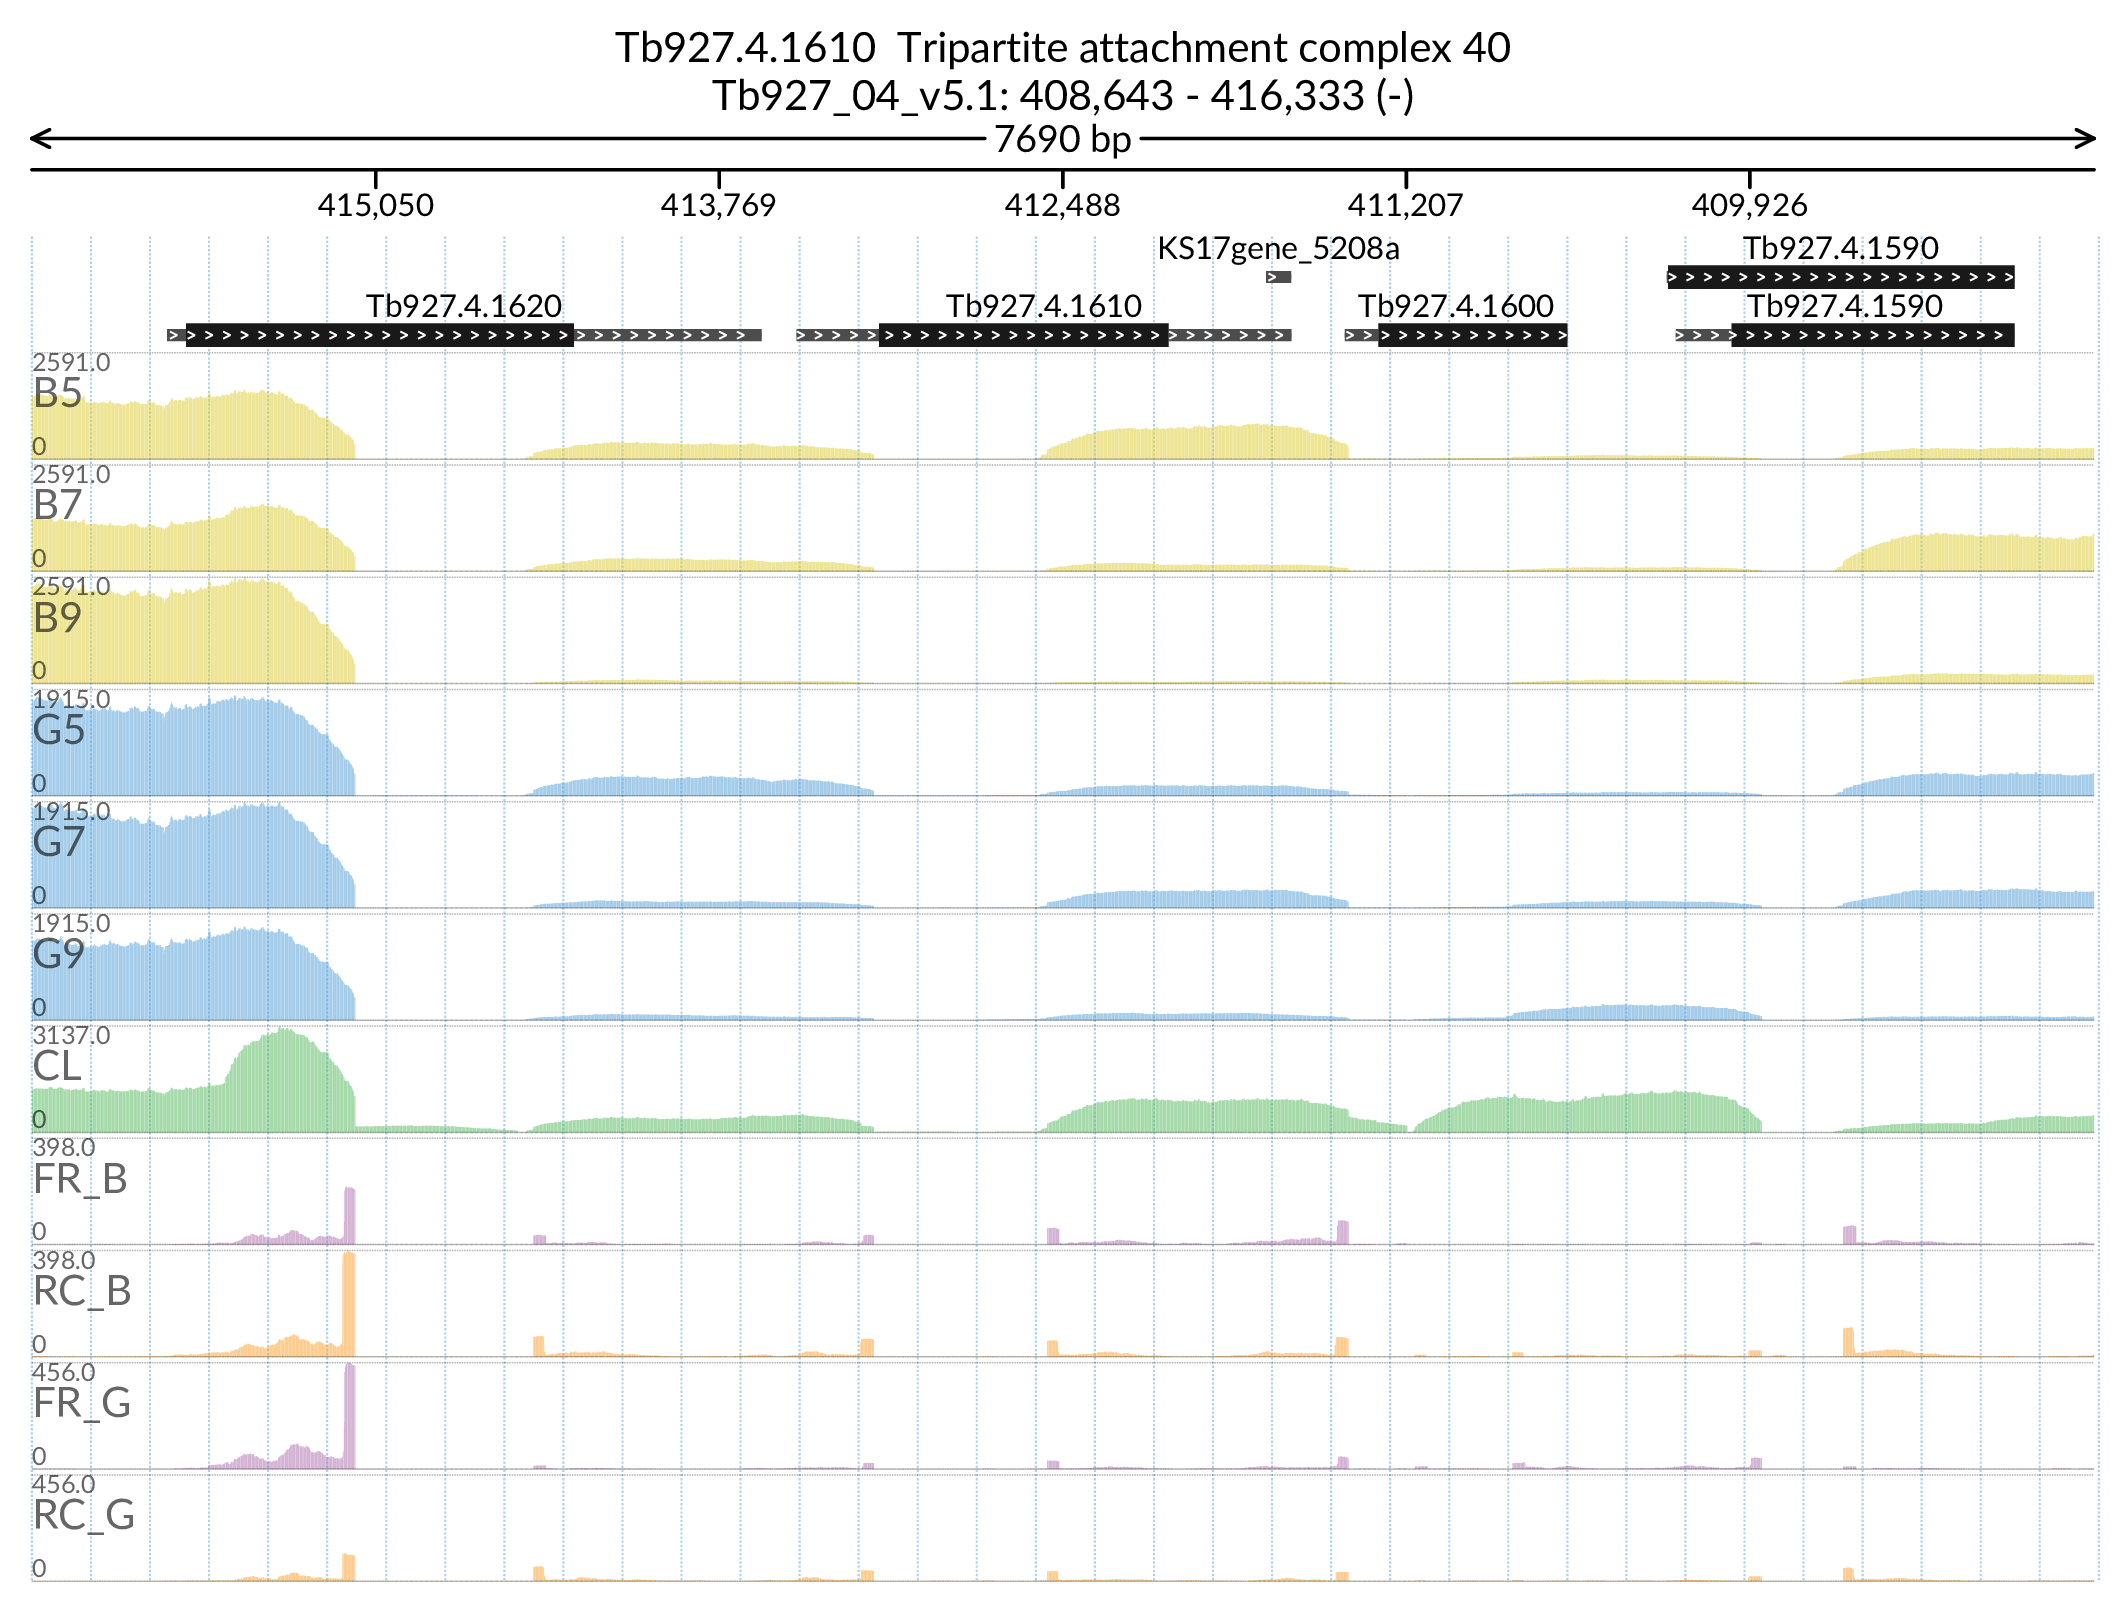 Tb927.4.1610  Tripartite attachment complex 40
Tb927_04_v5.1: 408,643 - 416,333 (-)
7690 bp
415,050 413,769 412,488 411,207 409,926
KS17gene_5208a Tb927.4.1590
Tb927.4.1620 Tb927.4.1610 Tb927.4.1600 Tb927.4.1590
2591.0
B5
0
2591.0
B7
0
2591.0
B9
0
1915.0
G5
0
1915.0
G7
0
1915.0
G9
0
3137.0
CL
0
398.0
FR_B
0
398.0
RC_B
0
456.0
FR_G
0
456.0
RC_G
0